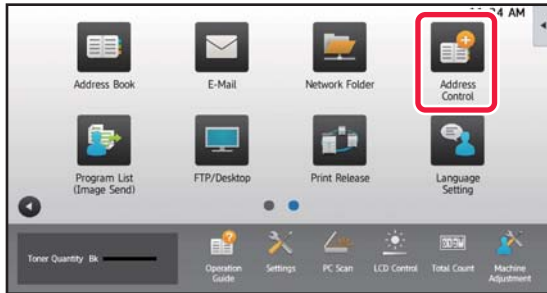 AM
Address Book
E-Mail
Network Folder
Address
Control
Program List
(Image Send)
FTP/Desktop
Print Release
Language
Setting
Toner Quantity Bk
Operation
Guide
Settings
PC Scan
LCD Control
Total Count
Machine
Adjustment